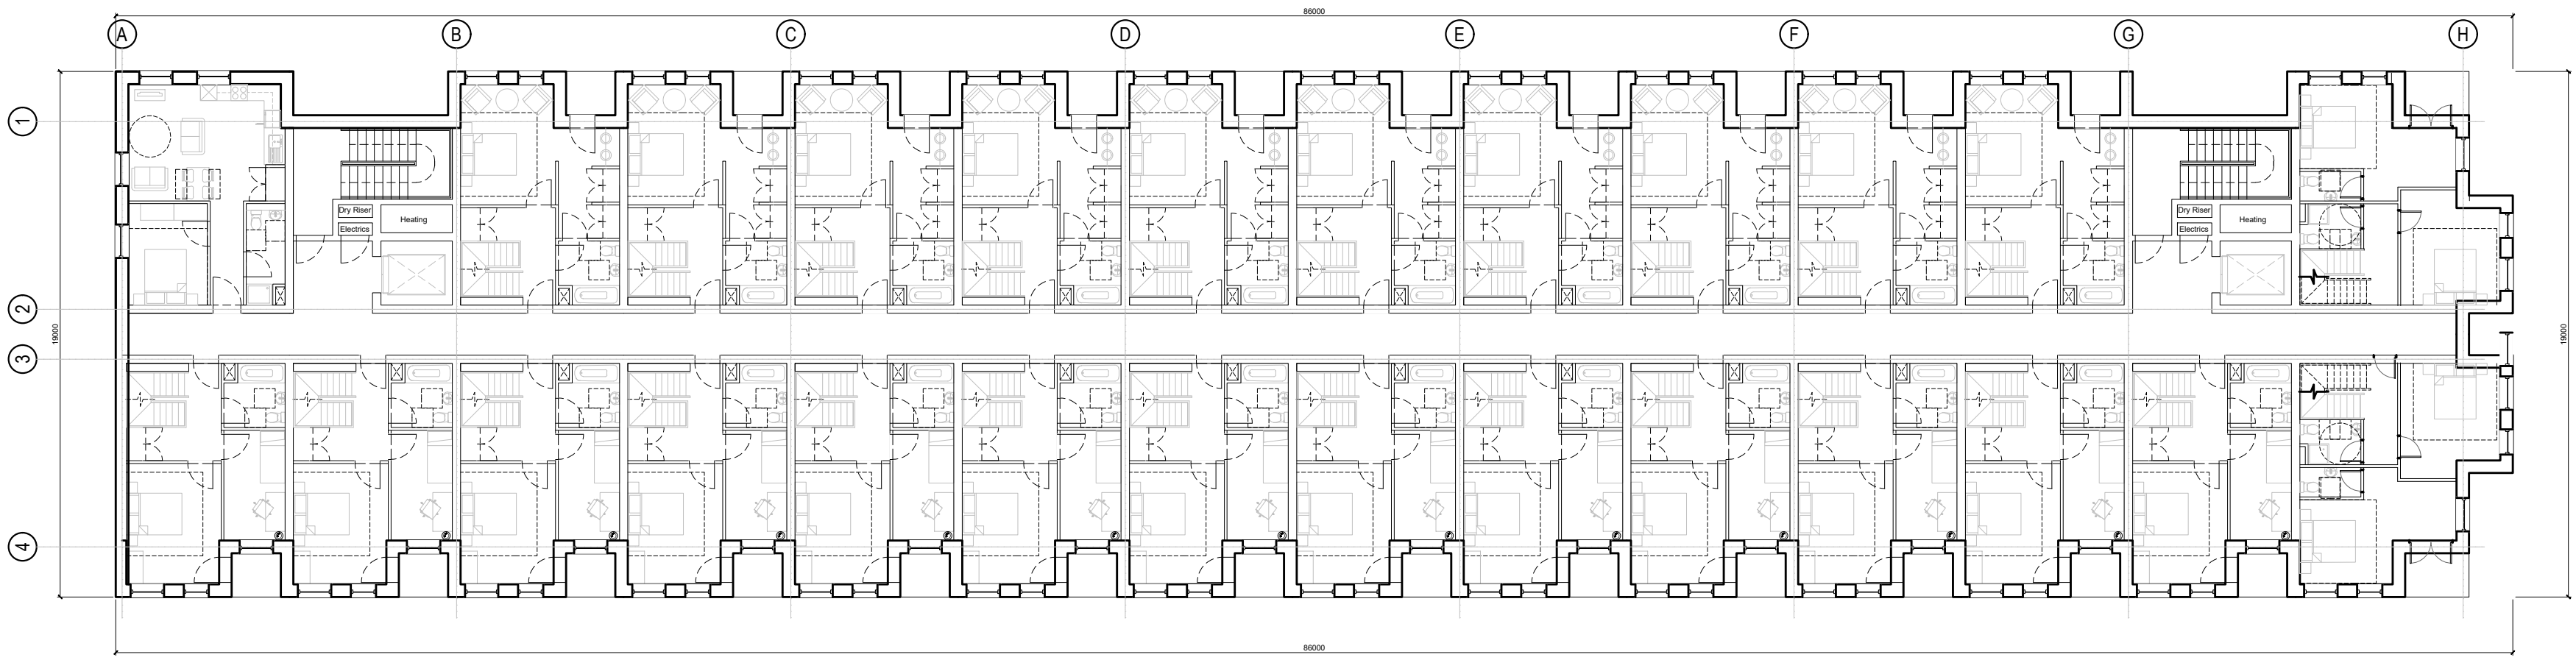 86000
A B C D E F G H
1
Dry Riser
Heating
Electrics
Dry Riser
Heating
Electrics
2
19000
19000
3
4
86000